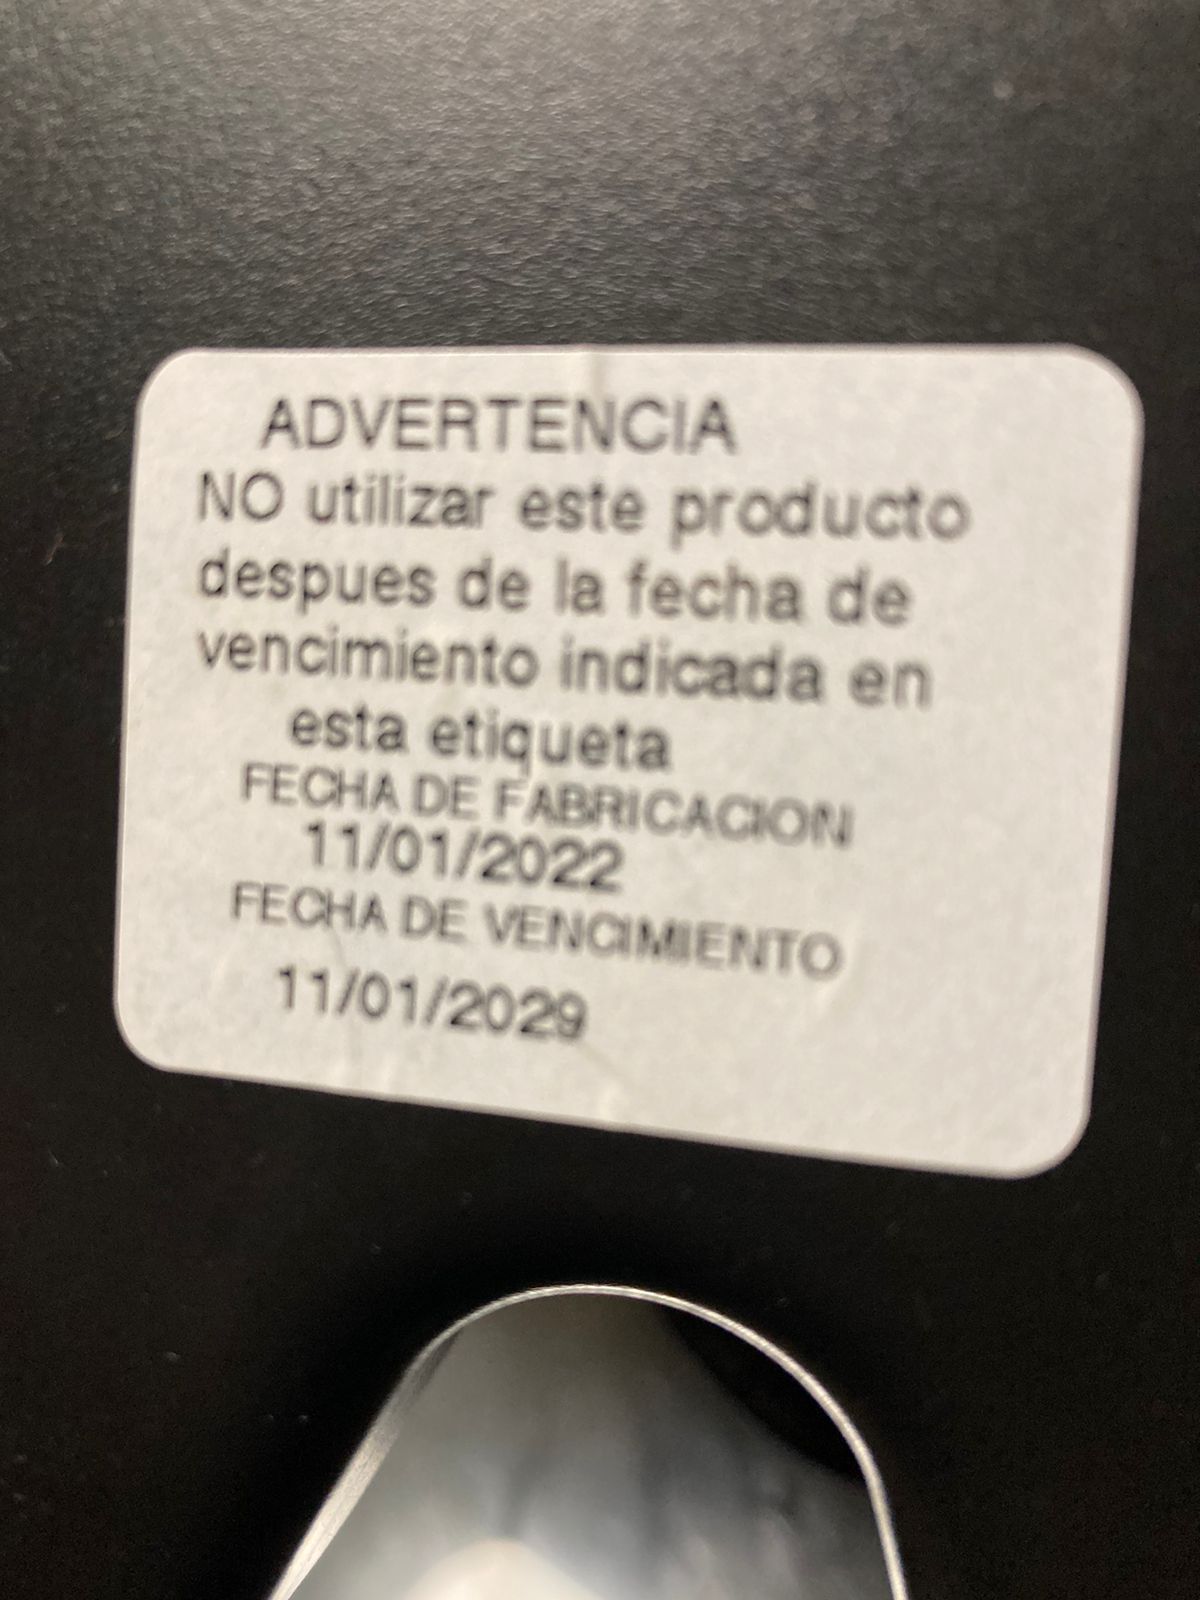 ADVERTENCIA
NO utilizar este producto
despues de la fecha de
vencimiento indicada en
esta etiqueta
FECHA DE FABRICACION
11/01/2022
FECHA DE VENCIMIENTO
11/01/2029